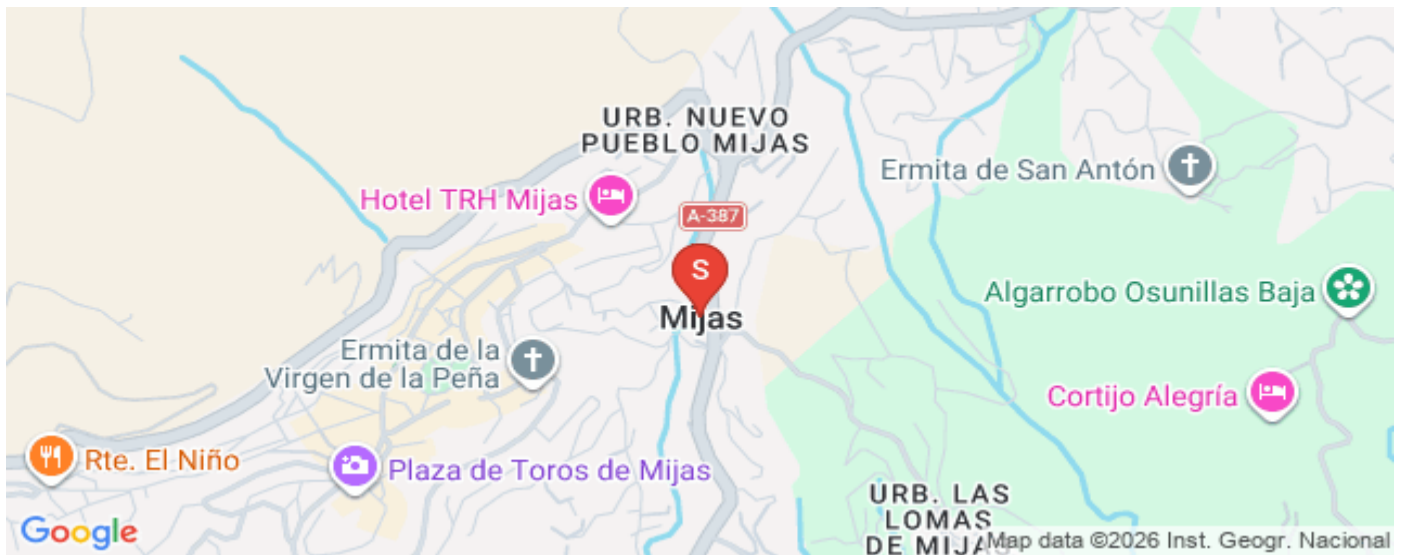 URB. NUEVO
PUEBLO MIJAS
Ermita de San Antón
Hotel TRH Mijas
A-387
S
Algarrobo Osunillas Baja
Mijas
Ermita de la
Virgen de la Peña
Cortijo Alegría
Rte. El Niño
Plaza de Toros de Mijas
URB. LAS
LOMAS
DE MIJA
Google
Map data ©2026 Inst. Geogr. Nacional